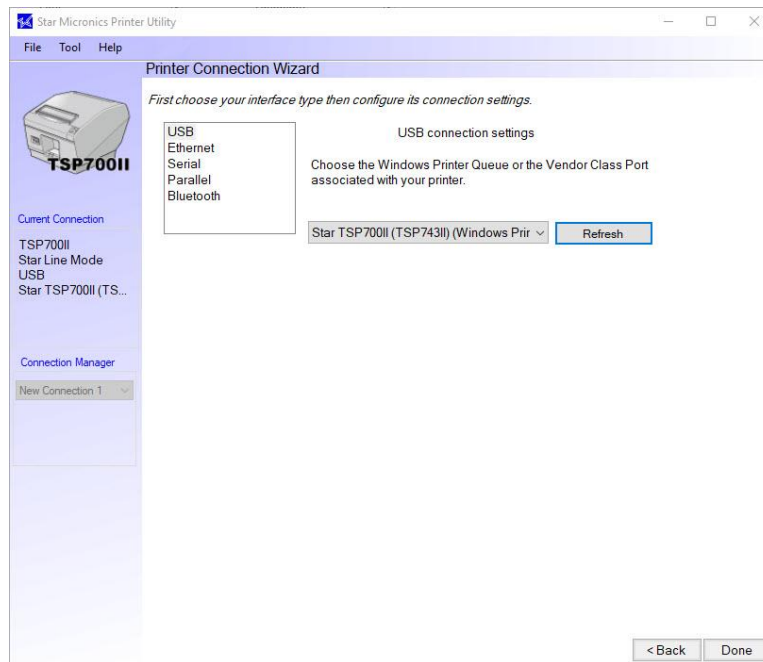 Star Micronics Printer Utility
File Tool Help
Printer Connection Wizard
First choose your interface type then configure its connection settings.
TSP700II
USB
Ethernet
Serial
Parallel
Bluetooth
USB connection settings
Choose the Windows Printer Queue or the Vendor Class Port
associated with your printer.
Star TSP700II (TSP743II) (Windows Prir
Refresh
Current Connection
TSP700II
Star Line Mode
USB
Star TSP700II (TS...
Connection Manager
New Connection 1
< Back
Done